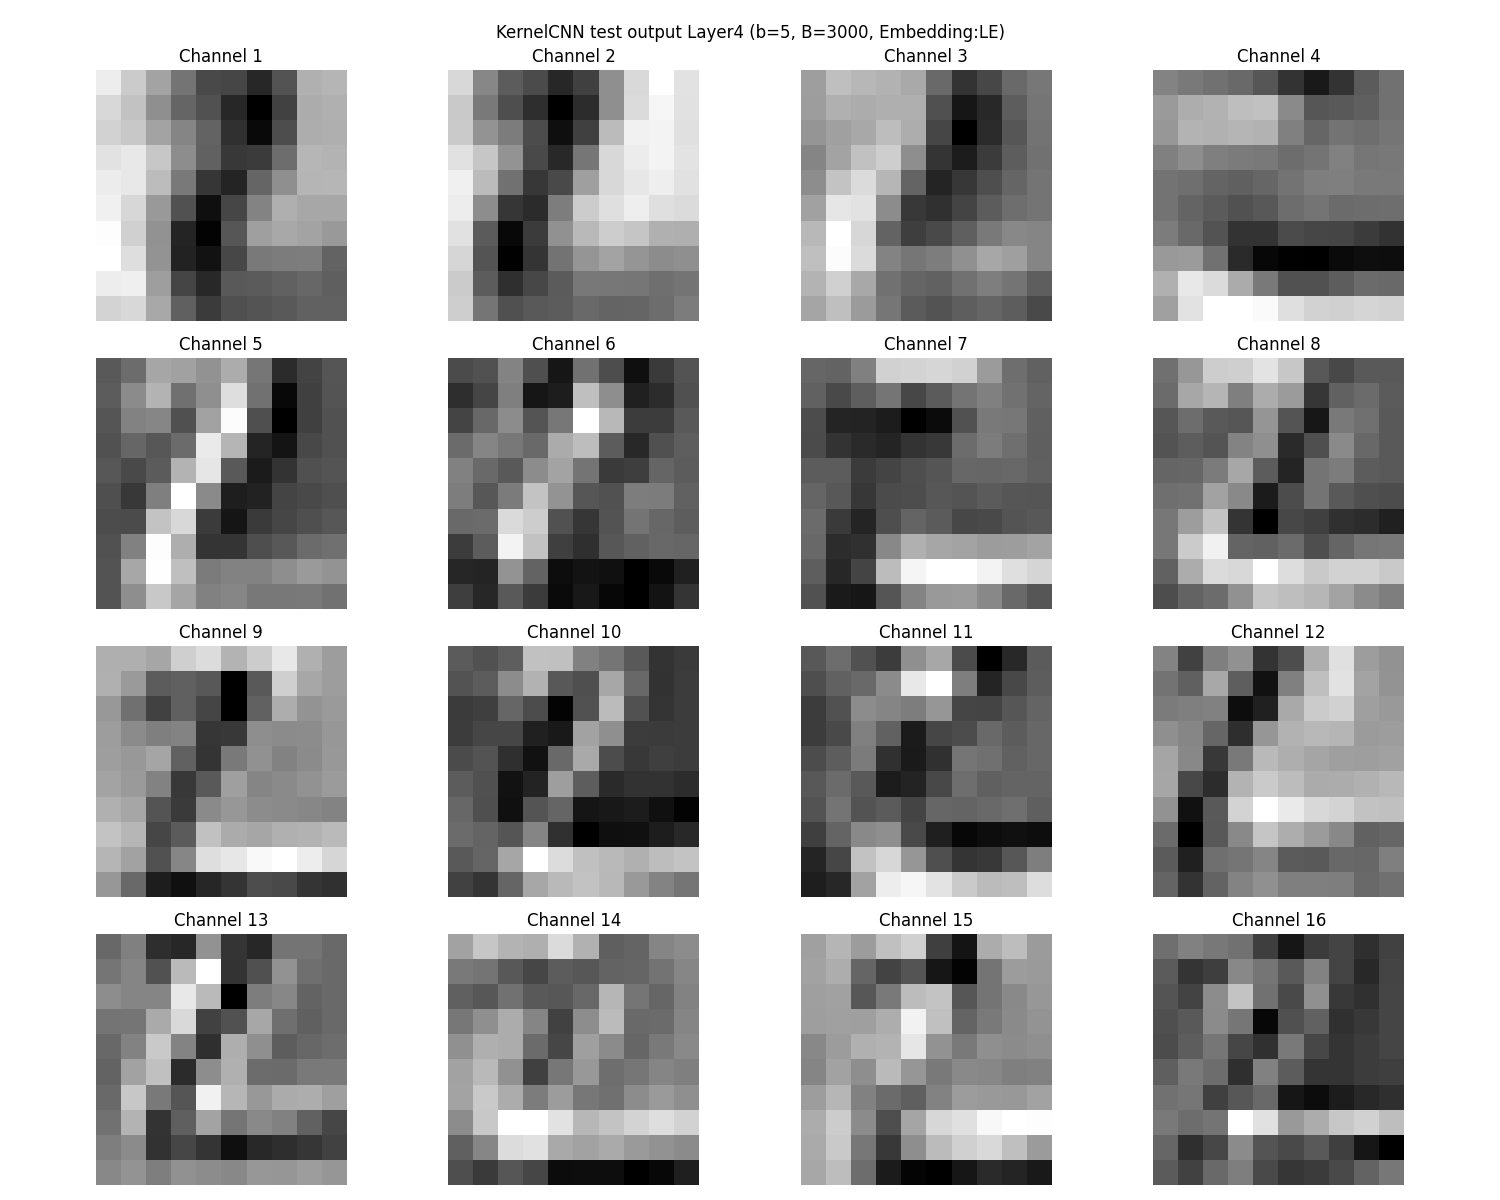 KernelCNN test output Layer4 (b=5, B=3000, Embedding:LE)
Channel 1 Channel 2 Channel 3 Channel 4
Channel 5 Channel 6 Channel 7 Channel 8
Channel 9 Channel 10 Channel 11 Channel 12
Channel 13 Channel 14 Channel 15 Channel 16